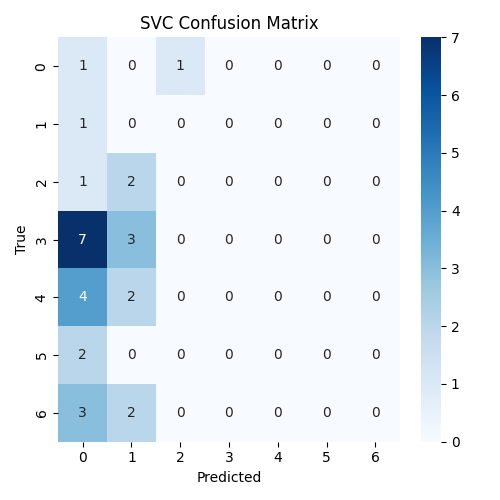 SVC Confusion Matrix
0 1 0 1 0 0 0 0
1 1 0 0 0 0 0 0
2 1 2 0 0 0 0 0
3 7 3 0 0 0 0 0
4 4 2 0 0 0 0 0
5 2 0 0 0 0 0 0
6 3 2 0 0 0 0 0
0 1 2 3 4 5 6
Predicted
True
7
6
5
4
3
2
1
0